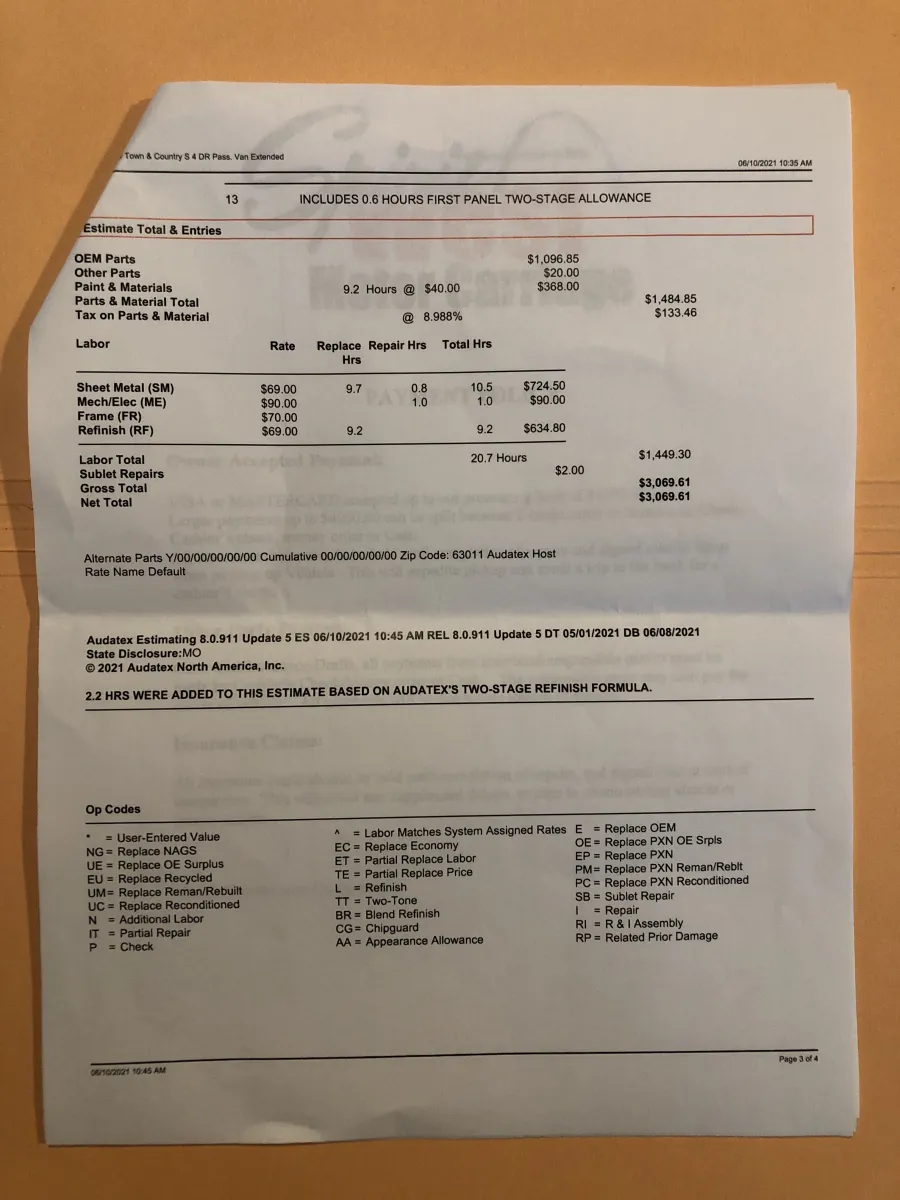 Town & Country S 4 DR Pass. Van Extended
06/10/2021 10:35 AM
13 INCLUDES 0.6 HOURS FIRST PANEL TWO-STAGE ALLOWANCE
Estimate Total & Entries
OEM Parts $1,096.85
Other Parts $20.00
Paint & Materials 9.2 Hours @ $40.00 $368.00
Parts & Material Total $1,484.85
Tax on Parts & Material @ 8.988% $133.46
Labor Rate Replace Hrs Repair Hrs Total Hrs
Sheet Metal (SM) $69.00 9.7 0.8 10.5 $724.50
Mech/Elec (ME) $90.00 1.0 1.0 $90.00
Frame (FR) $70.00
Refinish (RF) $69.00 9.2 9.2 $634.80
Labor Total 20.7 Hours $1,449.30
Sublet Repairs $2.00
Gross Total $3,069.61
Net Total $3,069.61
Alternate Parts Y/00/00/00/00/00 Cumulative 00/00/00/00/00 Zip Code: 63011 Audatex Host
Rate Name Default
Audatex Estimating 8.0.911 Update 5 ES 06/10/2021 10:45 AM REL 8.0.911 Update 5 DT 05/01/2021 DB 06/08/2021
State Disclosure:MO
© 2021 Audatex North America, Inc.
2.2 HRS WERE ADDED TO THIS ESTIMATE BASED ON AUDATEX'S TWO-STAGE REFINISH FORMULA.
Op Codes
* = User-Entered Value
NG = Replace NAGS
UE = Replace OE Surplus
EU = Replace Recycled
UM= Replace Reman/Rebuilt
UC = Replace Reconditioned
N = Additional Labor
IT = Partial Repair
P = Check
^ = Labor Matches System Assigned Rates
EC = Replace Economy
ET = Partial Replace Labor
TE = Partial Replace Price
L = Refinish
TT = Two-Tone
BR = Blend Refinish
CG= Chipguard
AA = Appearance Allowance
E = Replace OEM
OE = Replace PXN OE Srpls
EP = Replace PXN
PM= Replace PXN Reman/Reblt
PC = Replace PXN Reconditioned
SB = Sublet Repair
I = Repair
RI = R & I Assembly
RP = Related Prior Damage
06/10/2021 10:45 AM
Page 3 of 4